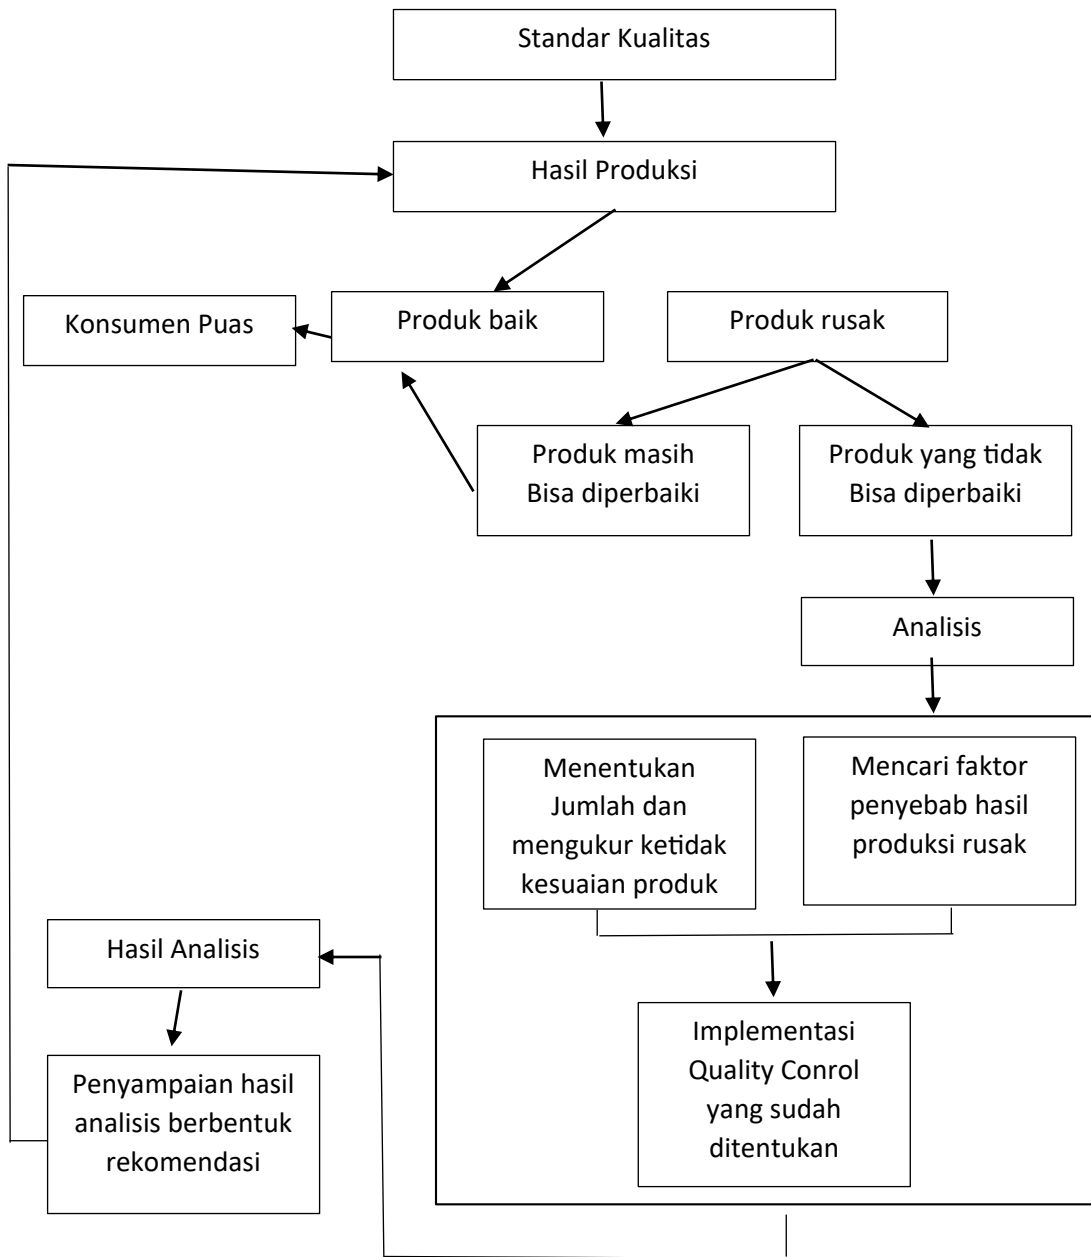 Standar Kualitas
Hasil Produksi
Konsumen Puas
Produk baik
Produk rusak
Produk masih
Bisa diperbaiki
Produk yang tidak
Bisa diperbaiki
Analisis
Menentukan
Jumlah dan
mengukur ketidak
kesuaian produk
Mencari faktor
penyebab hasil
produksi rusak
Implementasi
Quality Conrol
yang sudah
ditentukan
Hasil Analisis
Penyampaian hasil
analisis berbentuk
rekomendasi